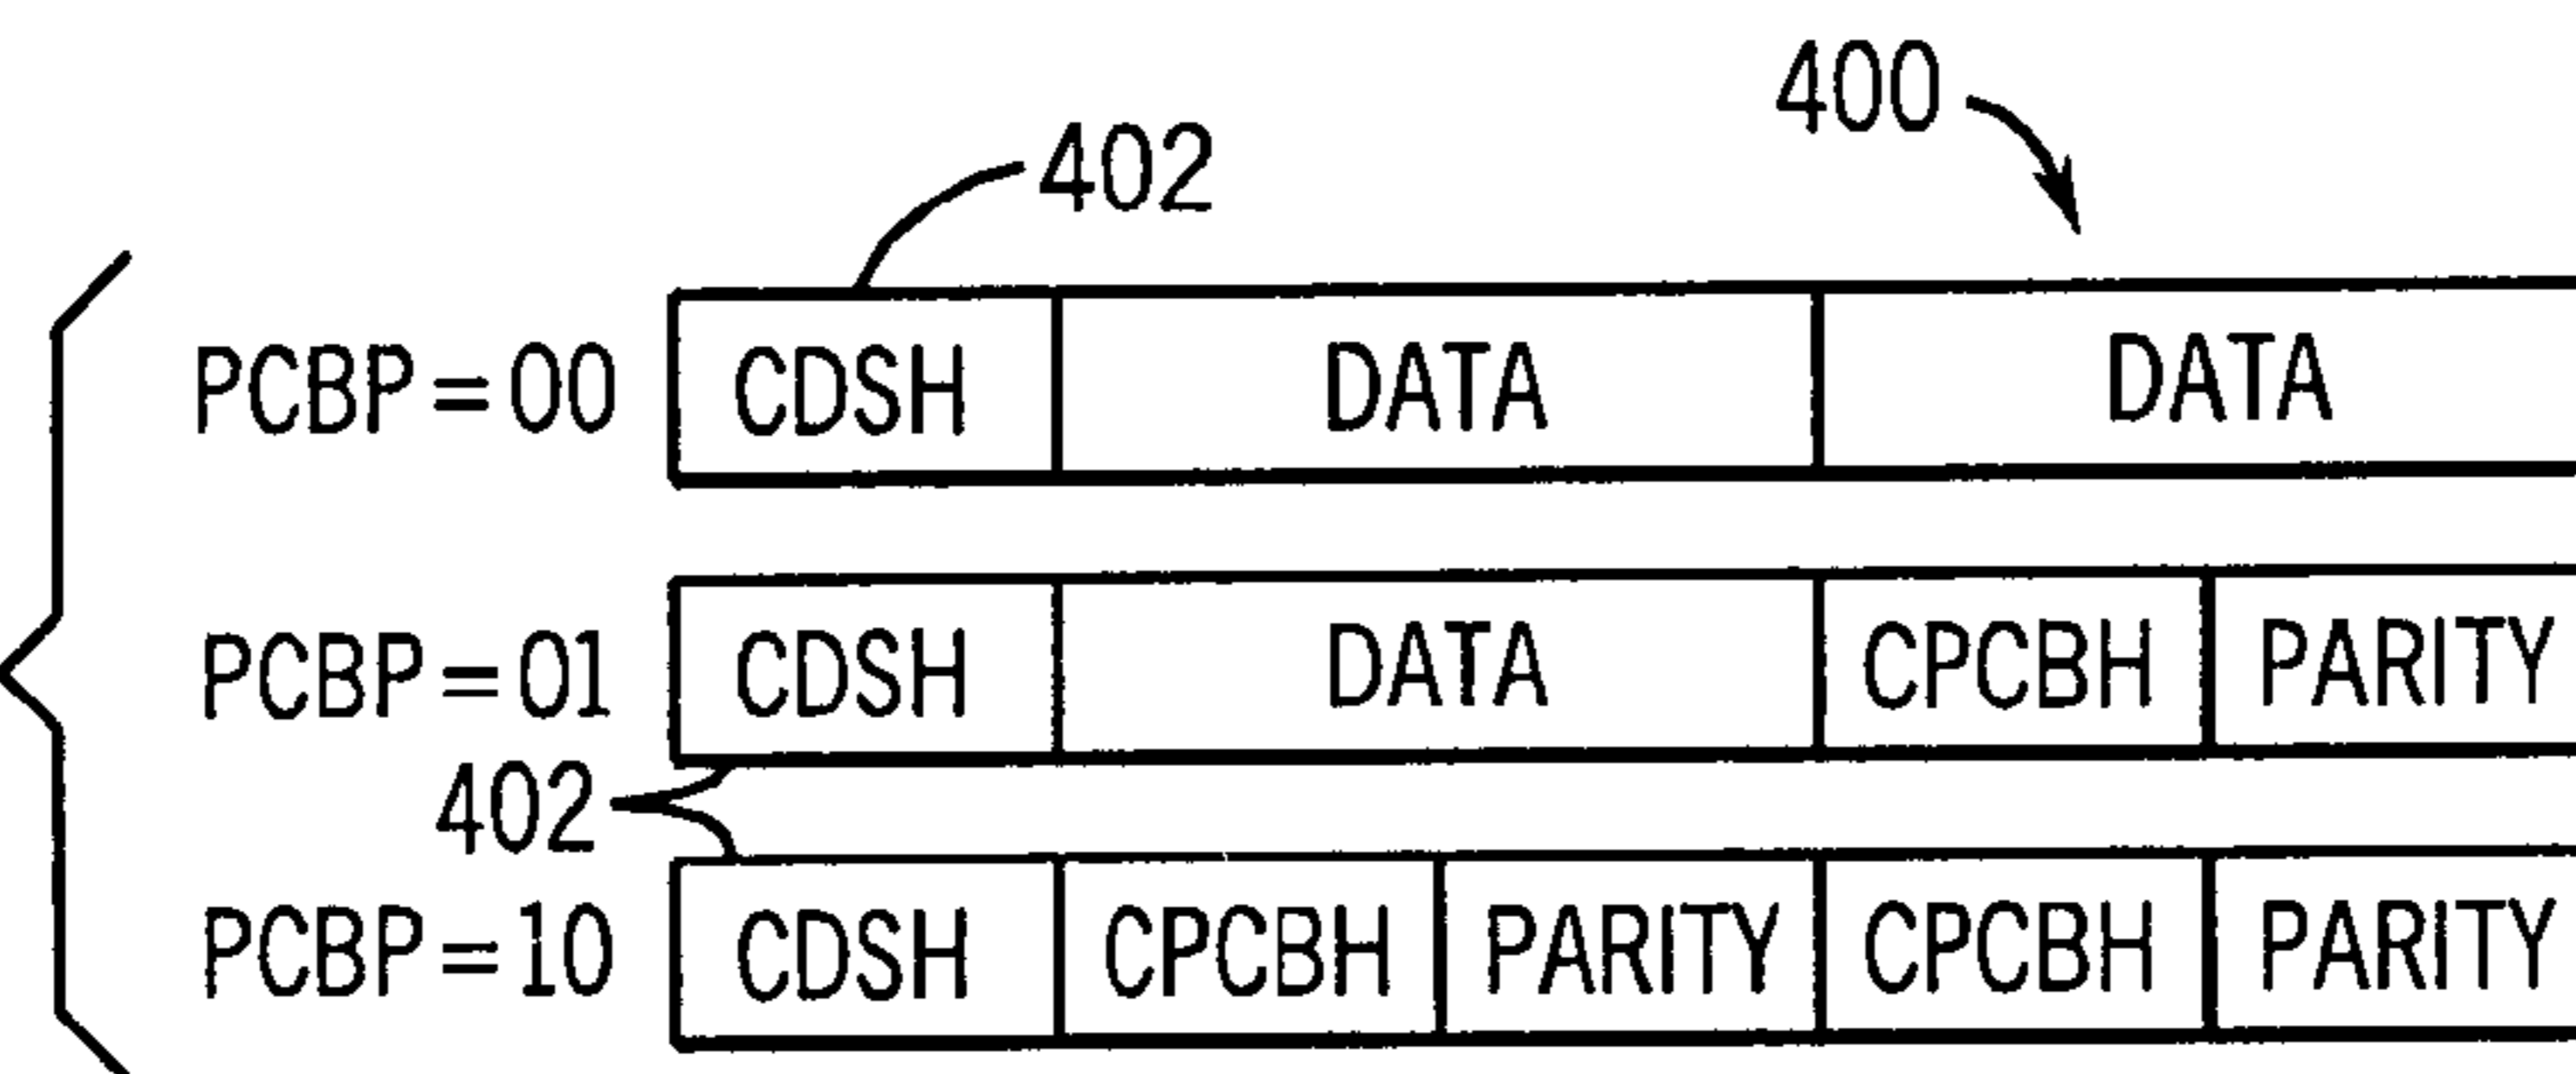 400
402
PCBP=00 CDSH DATA DATA
PCBP=01 CDSH DATA CPCBH PARITY
402
PCBP=10 CDSH CPCBH PARITY CPCBH PARITY